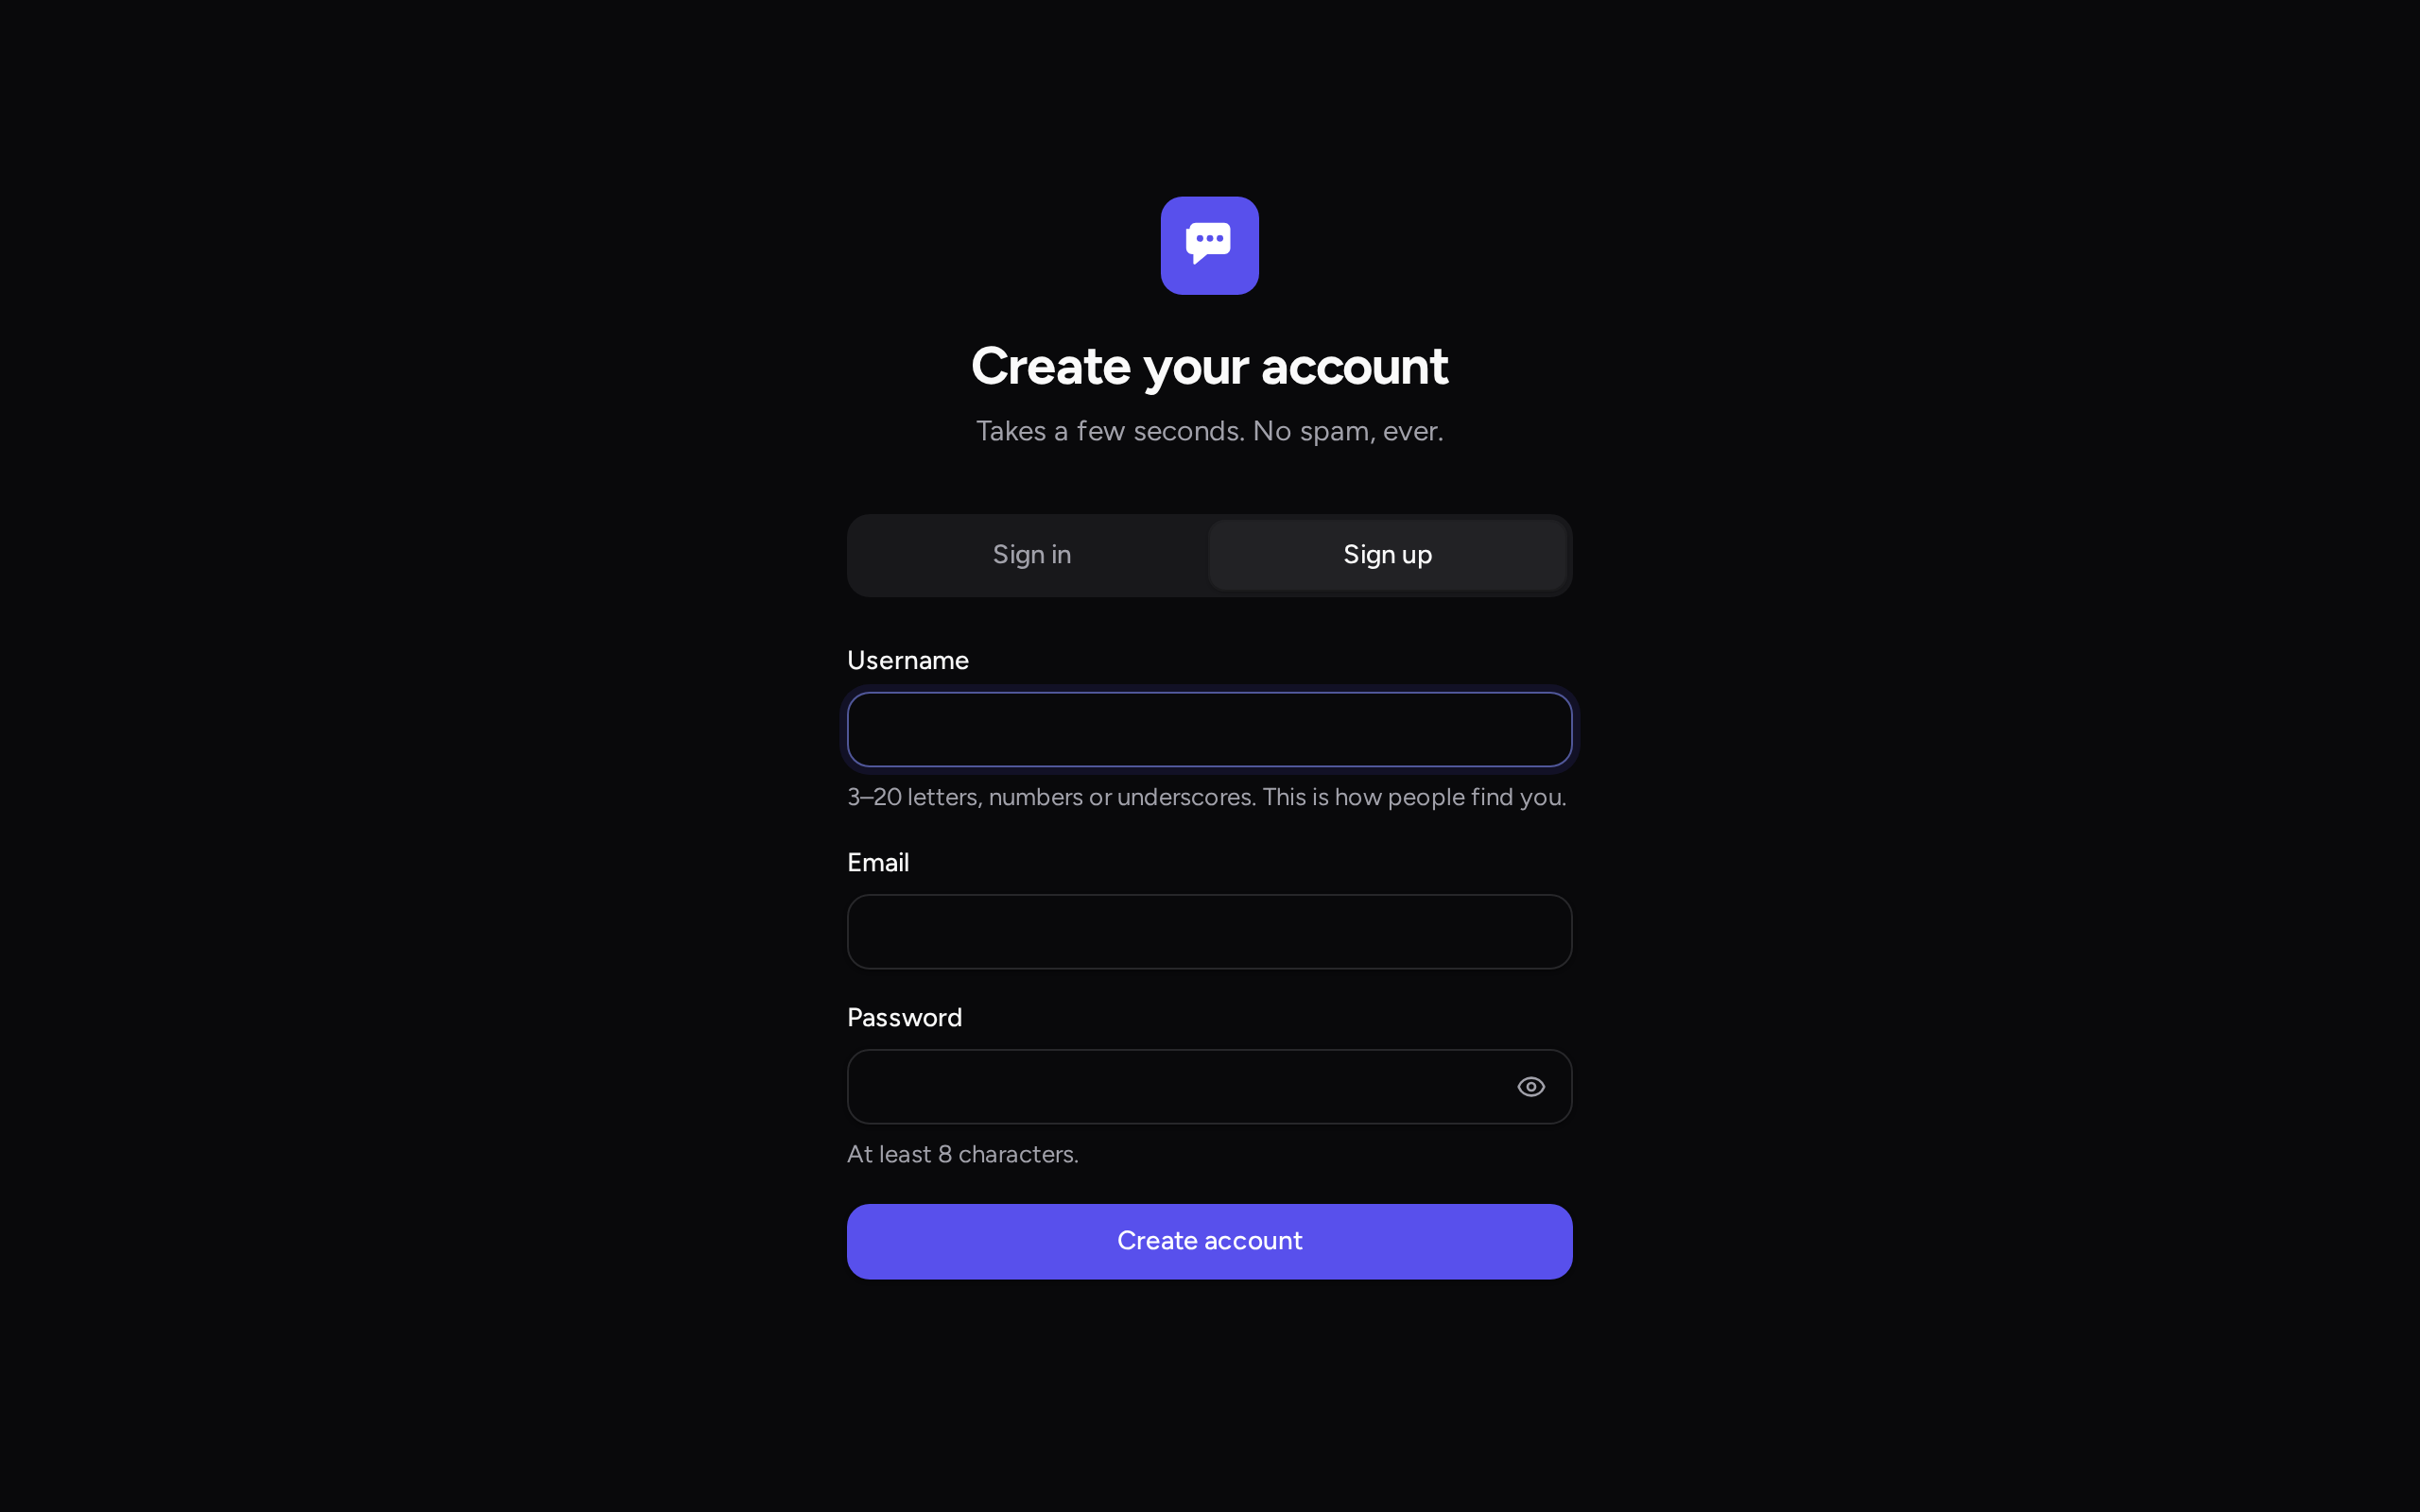 Create your account
Takes a few seconds. No spam, ever.
Sign in
Sign up
Username
3–20 letters, numbers or underscores. This is how people find you.
Email
Password
At least 8 characters.
Create account